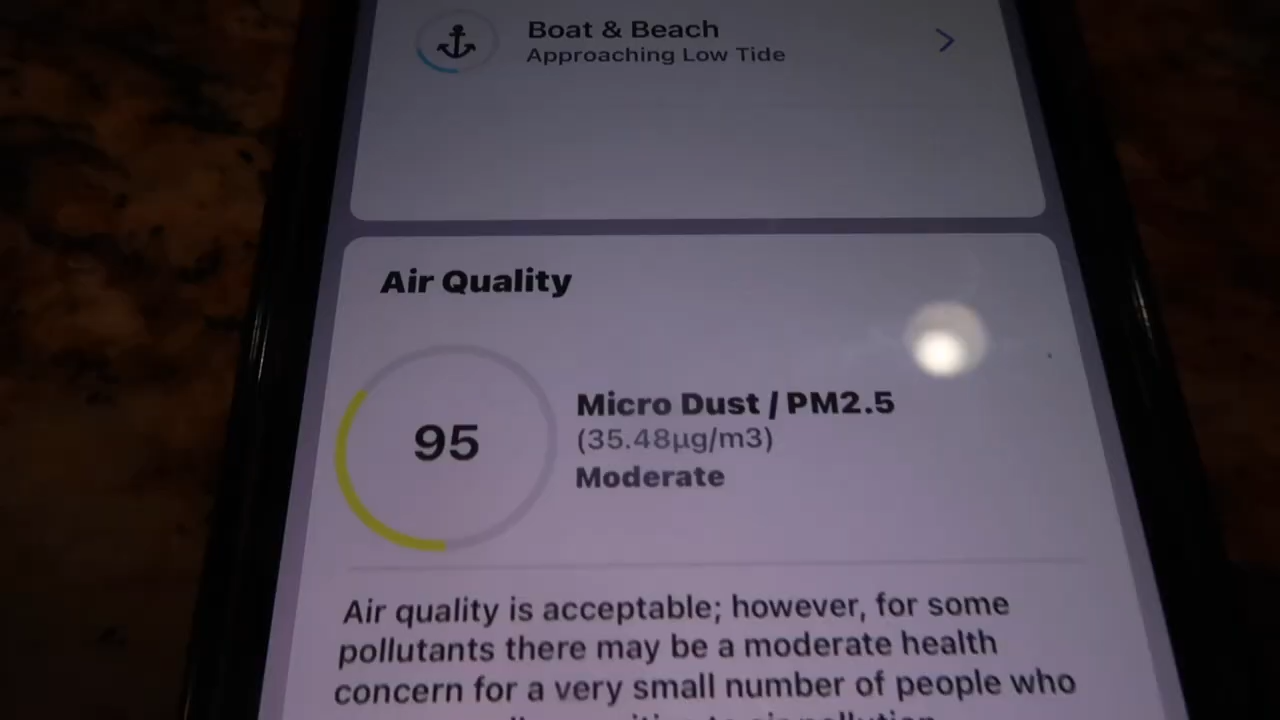 Boat & Beach
Approaching Low Tide
Air Quality
95
Micro Dust / PM2.5
(35.48µg/m3)
Moderate
Air quality is acceptable; however, for some
pollutants there may be a moderate health
concern for a very small number of people who